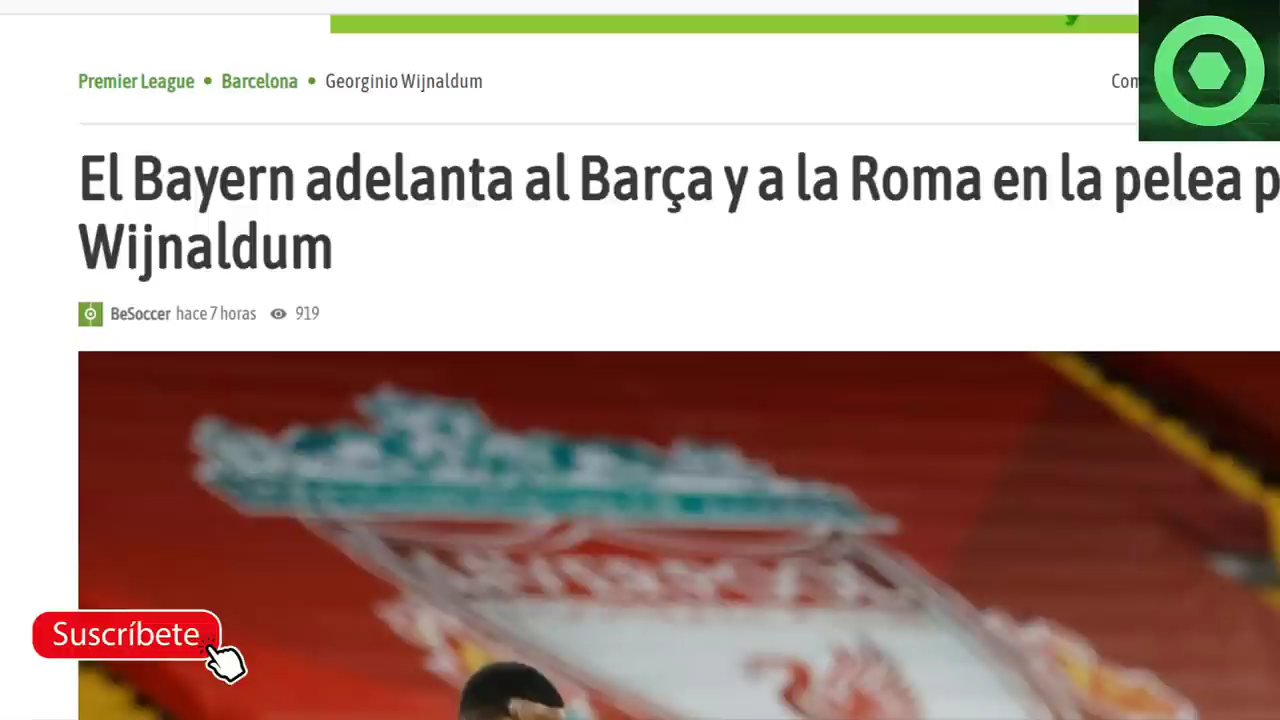 Premier League • Barcelona • Georginio Wijnaldum
El Bayern adelanta al Barça y a la Roma en la pelea
Wijnaldum
BeSoccer hace 7 horas 919
Suscríbete